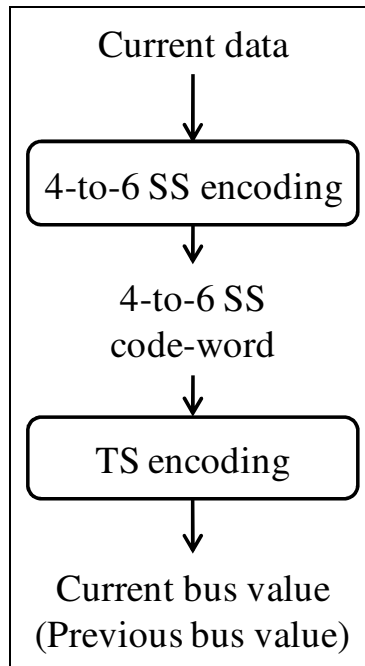 Current data
4-to-6 SS encoding
4-to-6 SS
code-word
TS encoding
Current bus value
(Previous bus value)